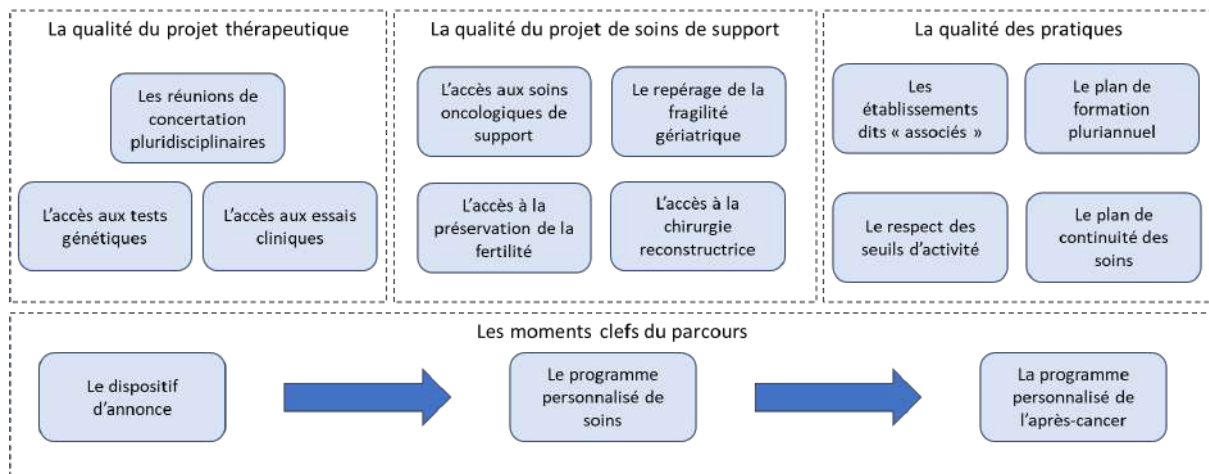 La qualité du projet thérapeutique
Les réunions de
concertation
pluridisciplinaires
L'accès aux tests
génétiques
L'accès aux essais
cliniques
La qualité du projet de soins de support
L'accès aux soins
oncologiques de
support
Le repérage de la
fragilité
gériatrique
L'accès à la
préservation de la
fertilité
L'accès à la
chirurgie
reconstructrice
La qualité des pratiques
Les
établissements
dits « associés »
Le plan de
formation
pluriannuel
Le respect des
seuils d'activité
Le plan de
continuité des
soins
Les moments clefs du parcours
Le dispositif
d'annonce
Le programme
personnalisé de
soins
La programme
personnalisé de
l'après-cancer